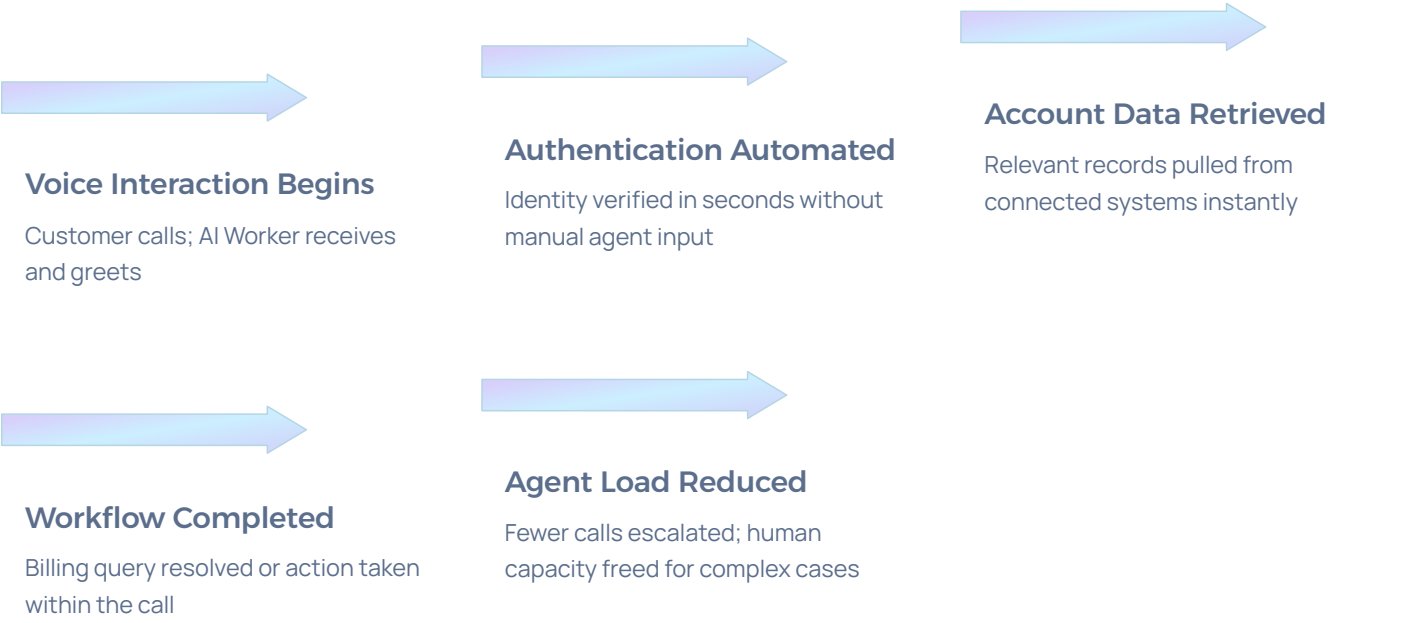 Voice Interaction Begins
Customer calls; AI Worker receives
and greets
Authentication Automated
Identity verified in seconds without
manual agent input
Account Data Retrieved
Relevant records pulled from
connected systems instantly
Workflow Completed
Billing query resolved or action taken
within the call
Agent Load Reduced
Fewer calls escalated; human
capacity freed for complex cases